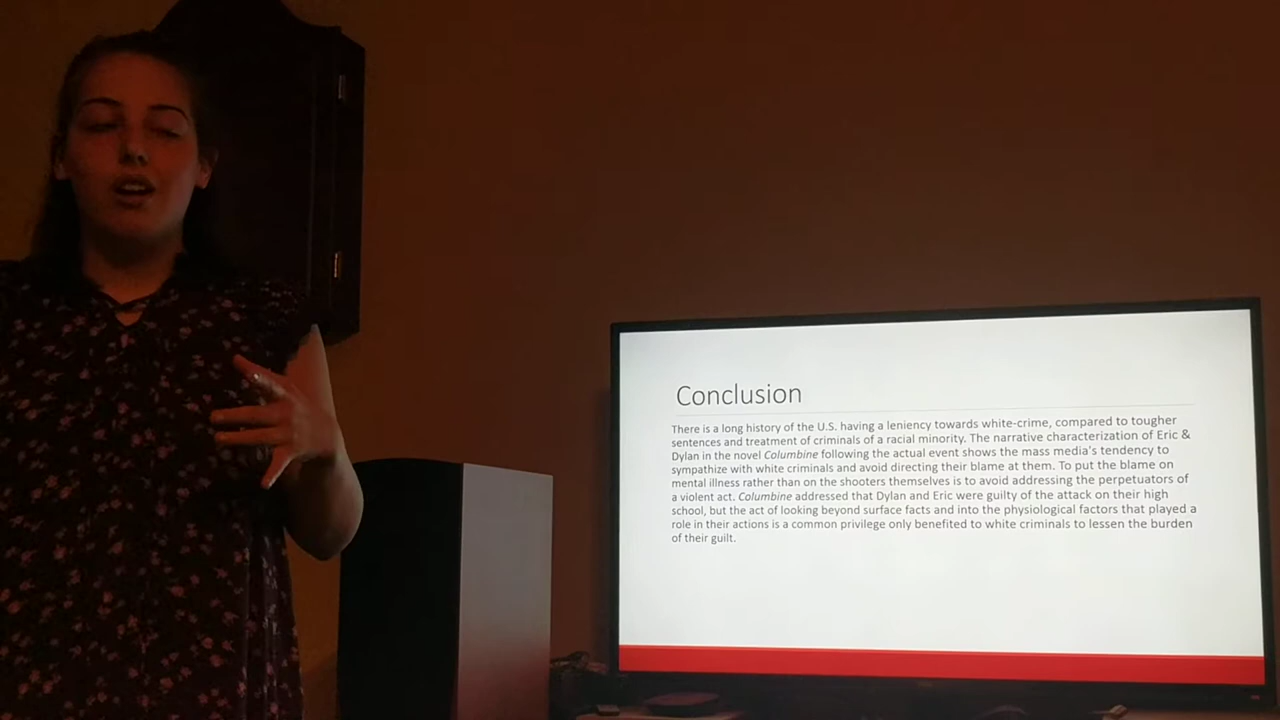 Conclusion
There is a long history of the U.S. having a leniency towards white-crime, compared to tougher
sentences and treatment of criminals of a racial minority. The narrative characterization of Eric &
Dylan in the novel Columbine following the actual event shows the mass media's tendency to
sympathize with white criminals and avoid directing their blame at them. To put the blame on
mental illness rather than on the shooters themselves is to avoid addressing the perpetuators of
a violent act. Columbine addressed that Dylan and Eric were guilty of the attack on their high
school, but the act of looking beyond surface facts and into the physiological factors that played a
role in their actions is a common privilege only benefited to white criminals to lessen the burden
of their guilt.